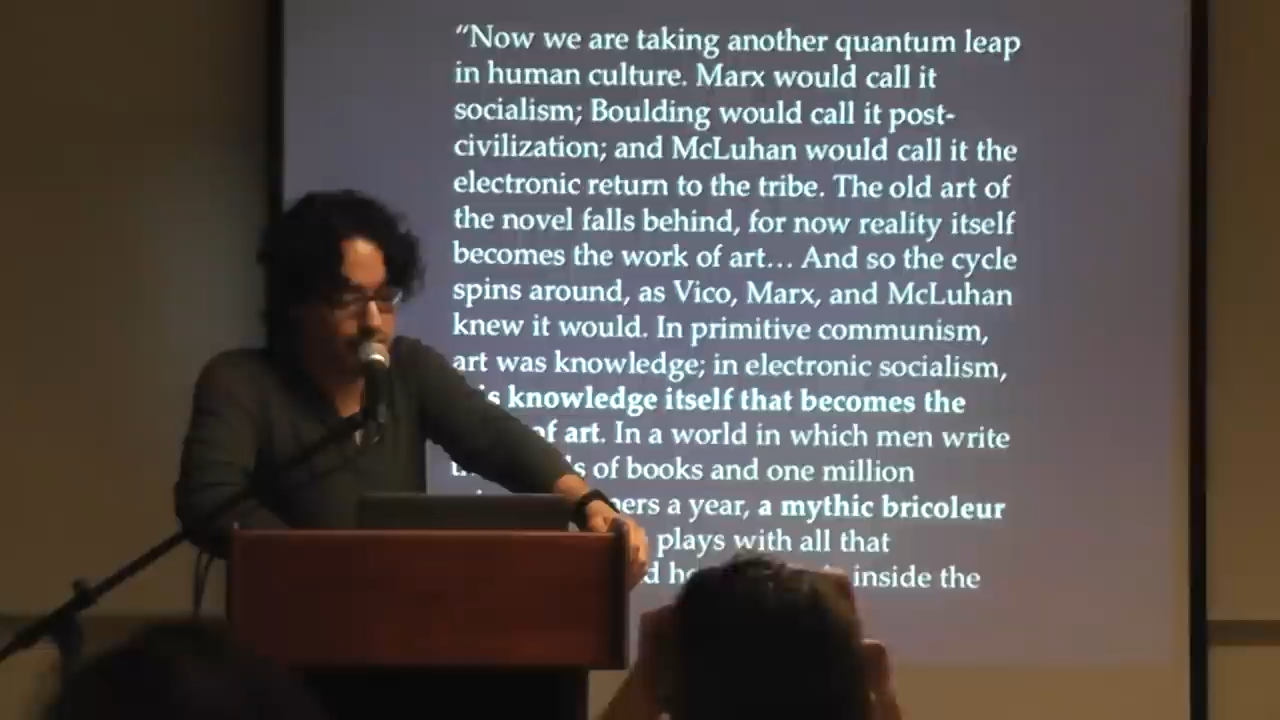 “Now we are taking another quantum leap
in human culture. Marx would call it
socialism; Boulding would call it post-
civilization; and McLuhan would call it the
electronic return to the tribe. The old art of
the novel falls behind, for now reality itself
becomes the work of art… And so the cycle
spins around, as Vico, Marx, and McLuhan
knew it would. In primitive communism,
art was knowledge; in electronic socialism,
knowledge itself that becomes the
of art. In a world in which men write
of books and one million
a year, a mythic bricoleur
plays with all that
inside the